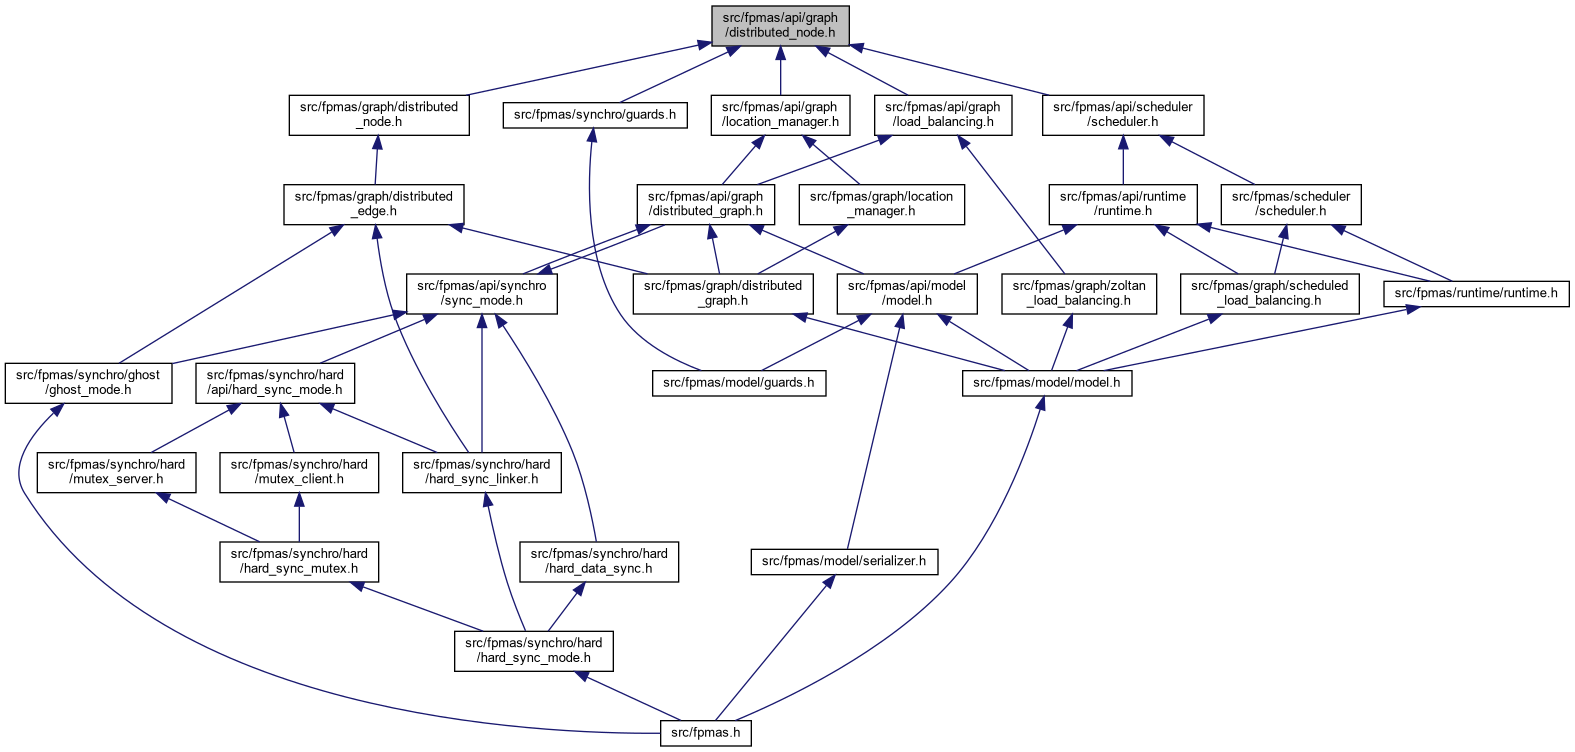 src/fpmas/api/graph
/distributed_node.h
src/fpmas/graph/distributed
_node.h
src/fpmas/synchro/guards.h
src/fpmas/api/graph
/location_manager.h
src/fpmas/api/graph
/load_balancing.h
src/fpmas/api/scheduler
/scheduler.h
src/fpmas/graph/distributed
_edge.h
src/fpmas/api/graph
/distributed_graph.h
src/fpmas/graph/location
_manager.h
src/fpmas/api/runtime
/runtime.h
src/fpmas/scheduler
/scheduler.h
src/fpmas/api/synchro
/sync_mode.h
src/fpmas/graph/distributed
_graph.h
src/fpmas/api/model
/model.h
src/fpmas/graph/zoltan
_load_balancing.h
src/fpmas/graph/scheduled
_load_balancing.h
src/fpmas/runtime/runtime.h
src/fpmas/synchro/ghost
/ghost_mode.h
src/fpmas/synchro/hard
/api/hard_sync_mode.h
src/fpmas/model/guards.h
src/fpmas/model/model.h
src/fpmas/synchro/hard
/mutex_server.h
src/fpmas/synchro/hard
/mutex_client.h
src/fpmas/synchro/hard
/hard_sync_linker.h
src/fpmas/synchro/hard
/hard_sync_mutex.h
src/fpmas/synchro/hard
/hard_data_sync.h
src/fpmas/model/serializer.h
src/fpmas/synchro/hard
/hard_sync_mode.h
src/fpmas.h